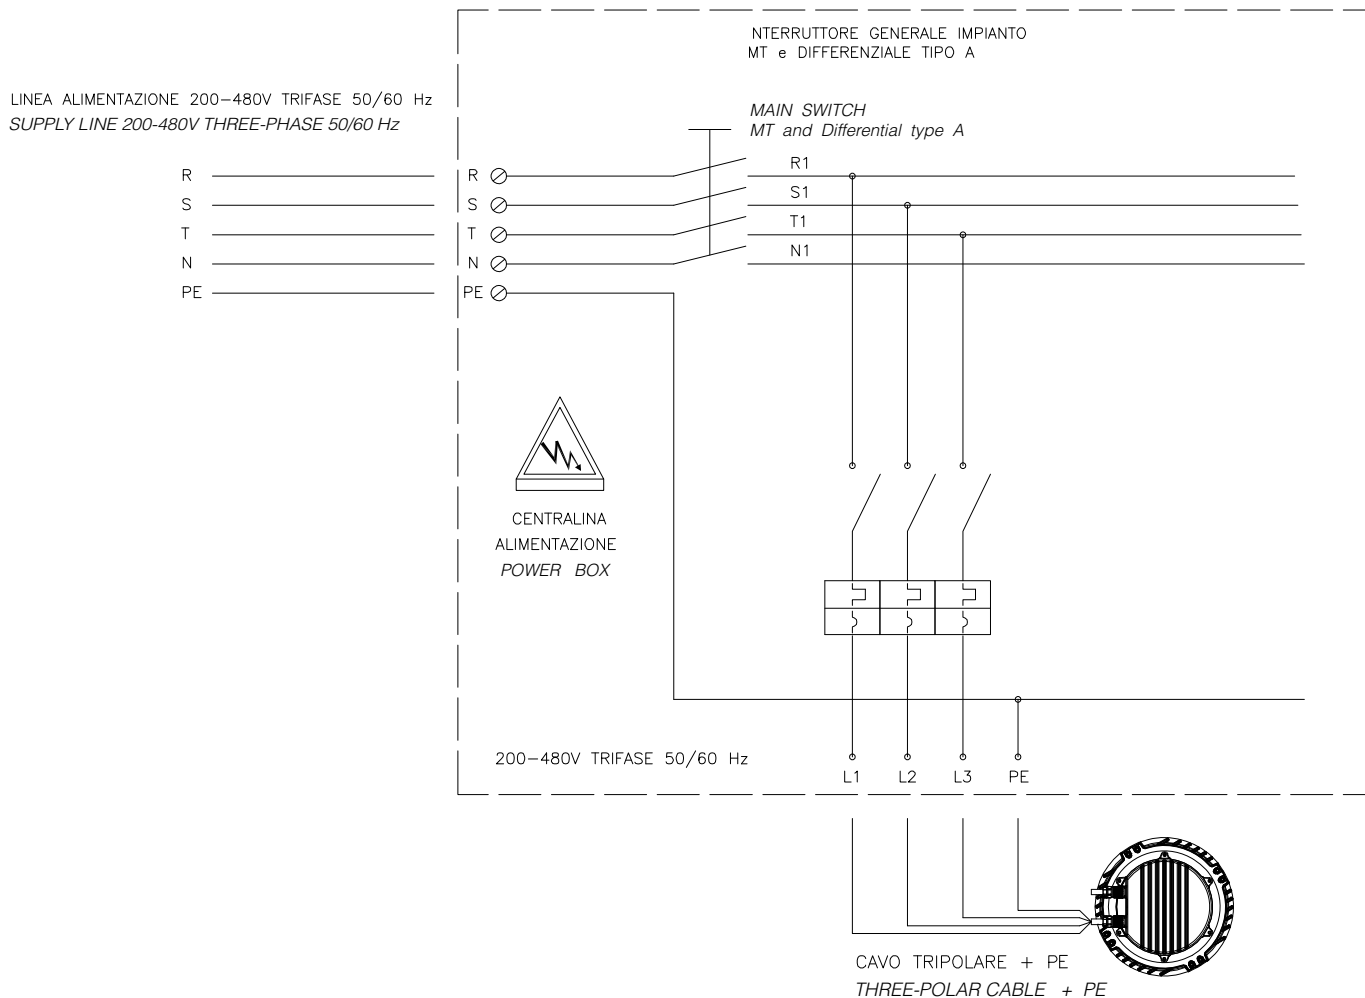 NTERRUTTORE GENERALE IMPIANTO
MT e DIFFERENZIALE TIPO A
LINEA ALIMENTAZIONE 200-480V TRIFASE 50/60 Hz
SUPPLY LINE 200-480V THREE-PHASE 50/60 Hz
MAIN SWITCH
MT and Differential type A
R R R1
S S S1
T T T1
N N N1
PE PE
CENTRALINA
ALIMENTAZIONE
POWER BOX
200-480V TRIFASE 50/60 Hz
L1 L2 L3 PE
CAVO TRIPOLARE + PE
THREE-POLAR CABLE + PE